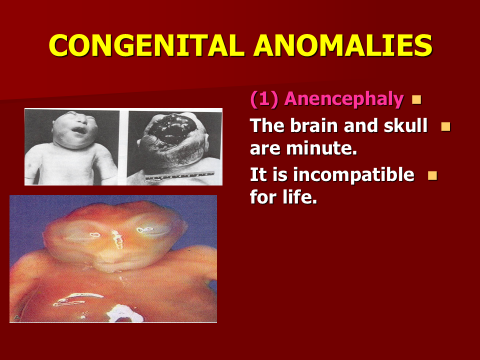 CONGENITAL ANOMALIES
(1) Anencephaly
The brain and skull
are minute.
It is incompatible
for life.